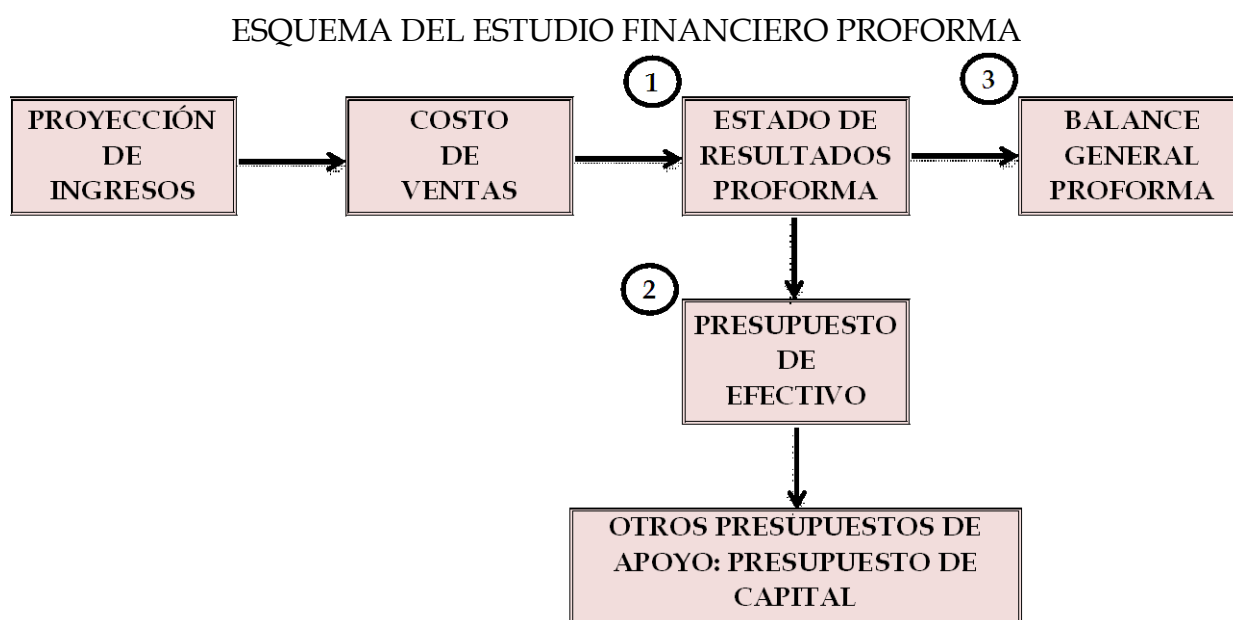 ESQUEMA DEL ESTUDIO FINANCIERO PROFORMA
PROYECCIÓN
DE
INGRESOS
COSTO
DE
VENTAS
1
ESTADO DE
RESULTADOS
PROFORMA
3
BALANCE
GENERAL
PROFORMA
2
PRESUPUESTO
DE
EFECTIVO
OTROS PRESUPUESTOS DE
APOYO: PRESUPUESTO DE
CAPITAL